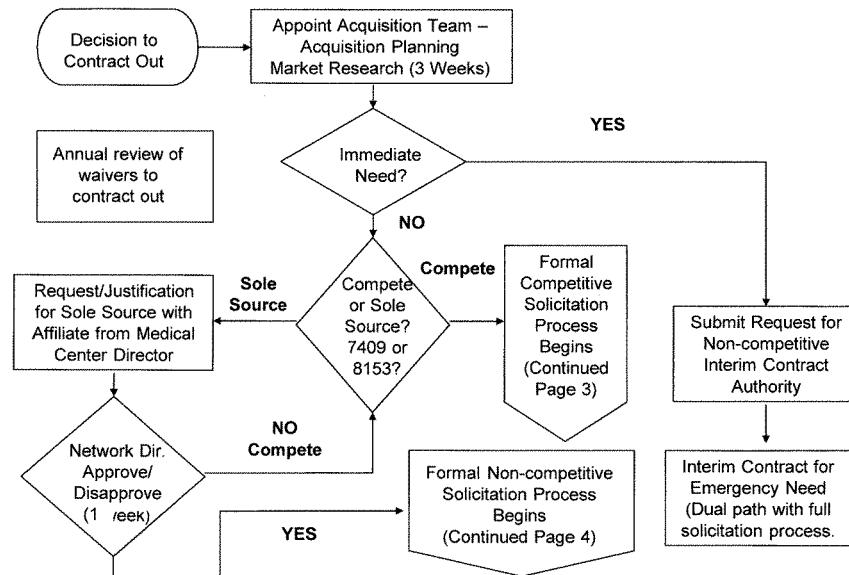 Decision to
Contract Out
Appoint Acquisition Team –
Acquisition Planning
Market Research (3 Weeks)
YES
Annual review of
waivers to
contract out
Immediate
Need?
NO
Compete
Sole
Source
Compete
or Sole
Source?
7409 or
8153?
Formal
Competitive
Solicitation
Process
Begins
(Continued
Page 3)
Request/Justification
for Sole Source with
Affiliate from Medical
Center Director
Submit Request for
Non-competitive
Interim Contract
Authority
NO
Compete
Network Dir.
Approve/
Disapprove
(1
YES
Formal Non-competitive
Solicitation Process
Begins
(Continued Page 4)
Interim Contract for
Emergency Need
(Dual path with full
solicitation process.